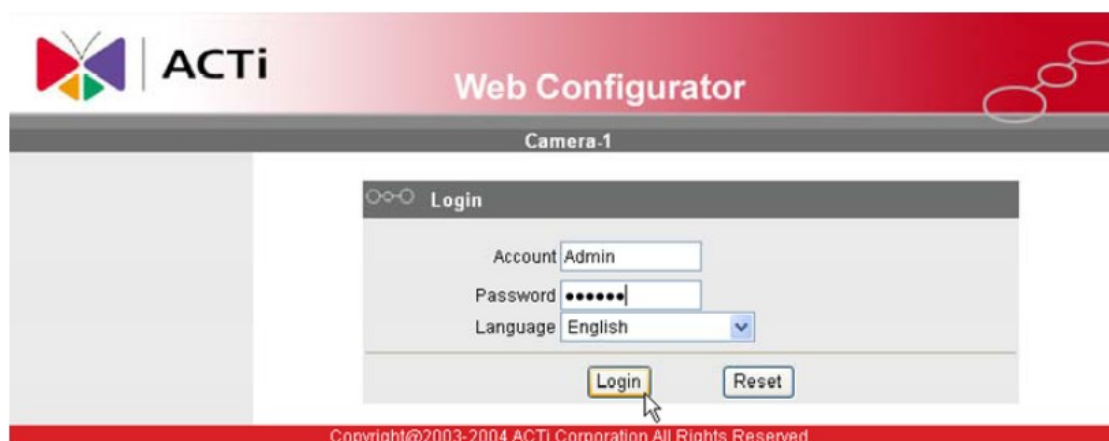 ACTi
Web Configurator
Camera-1
Login
Account Admin
Password ••••••
Language English
Login Reset
Copyright@2003-2004 ACTi Corporation All Rights Reserved